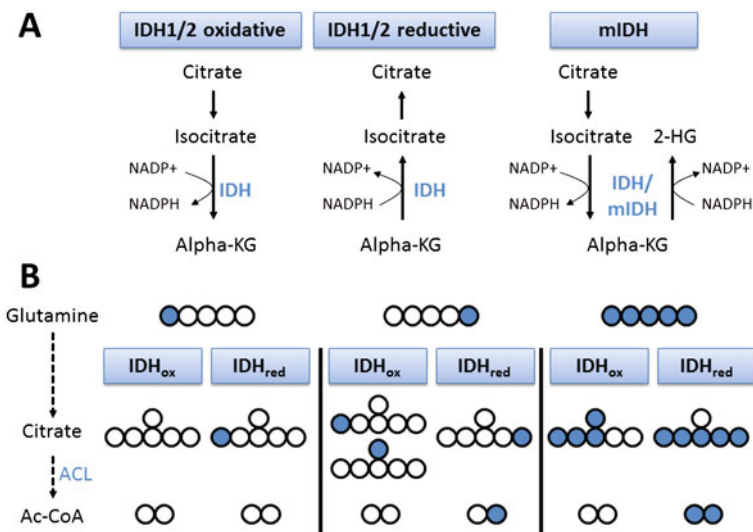 A
IDH1/2 oxidative
IDH1/2 reductive
mIDH
Citrate
Citrate
Citrate
Isocitrate
Isocitrate
Isocitrate 2-HG
NADP+
NADPH
IDH
NADP+
NADPH
IDH
NADP+
NADPH
IDH/
mIDH
NADP+
NADPH
Alpha-KG
Alpha-KG
Alpha-KG
B
Glutamine
IDHox
IDHred
IDHox
IDHred
IDHox
IDHred
Citrate
ACL
Ac-CoA